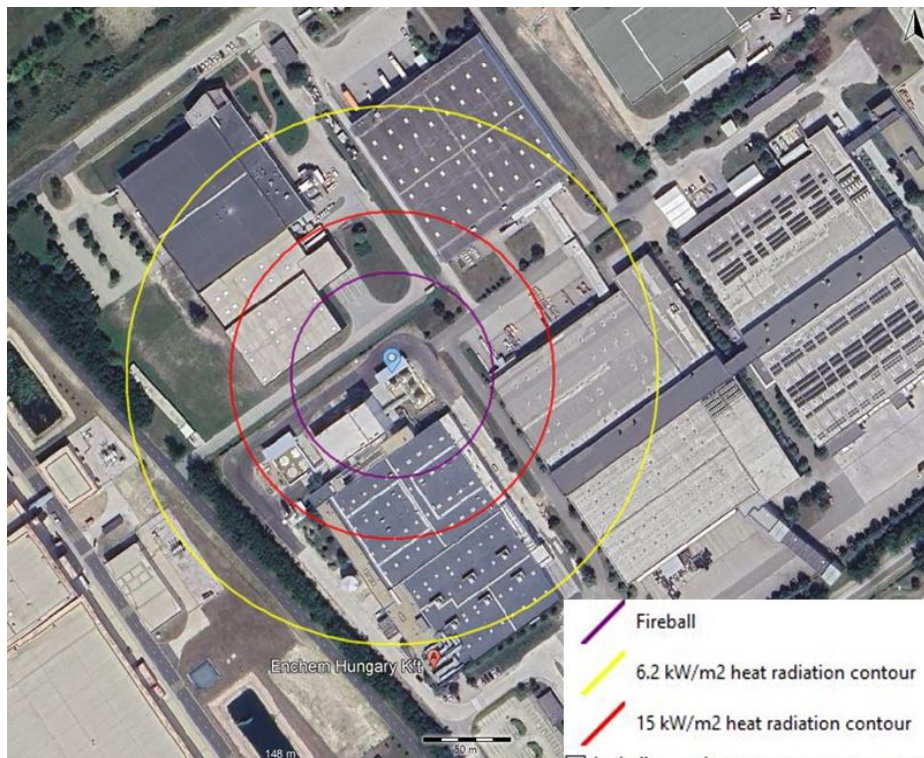 Enchem Hungary Kft
148 m
50 m
Fireball
6.2 kW/m2 heat radiation contour
15 kW/m2 heat radiation contour